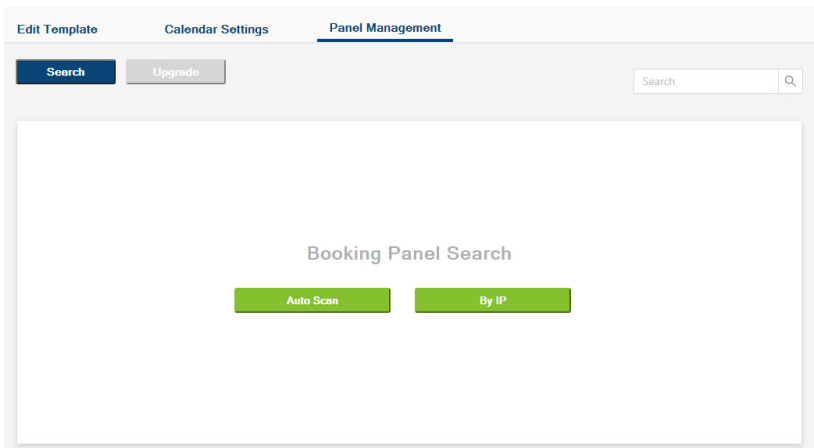 Edit Template Calendar Settings Panel Management
Search Upgrade
Search
Booking Panel Search
Auto Scan By IP